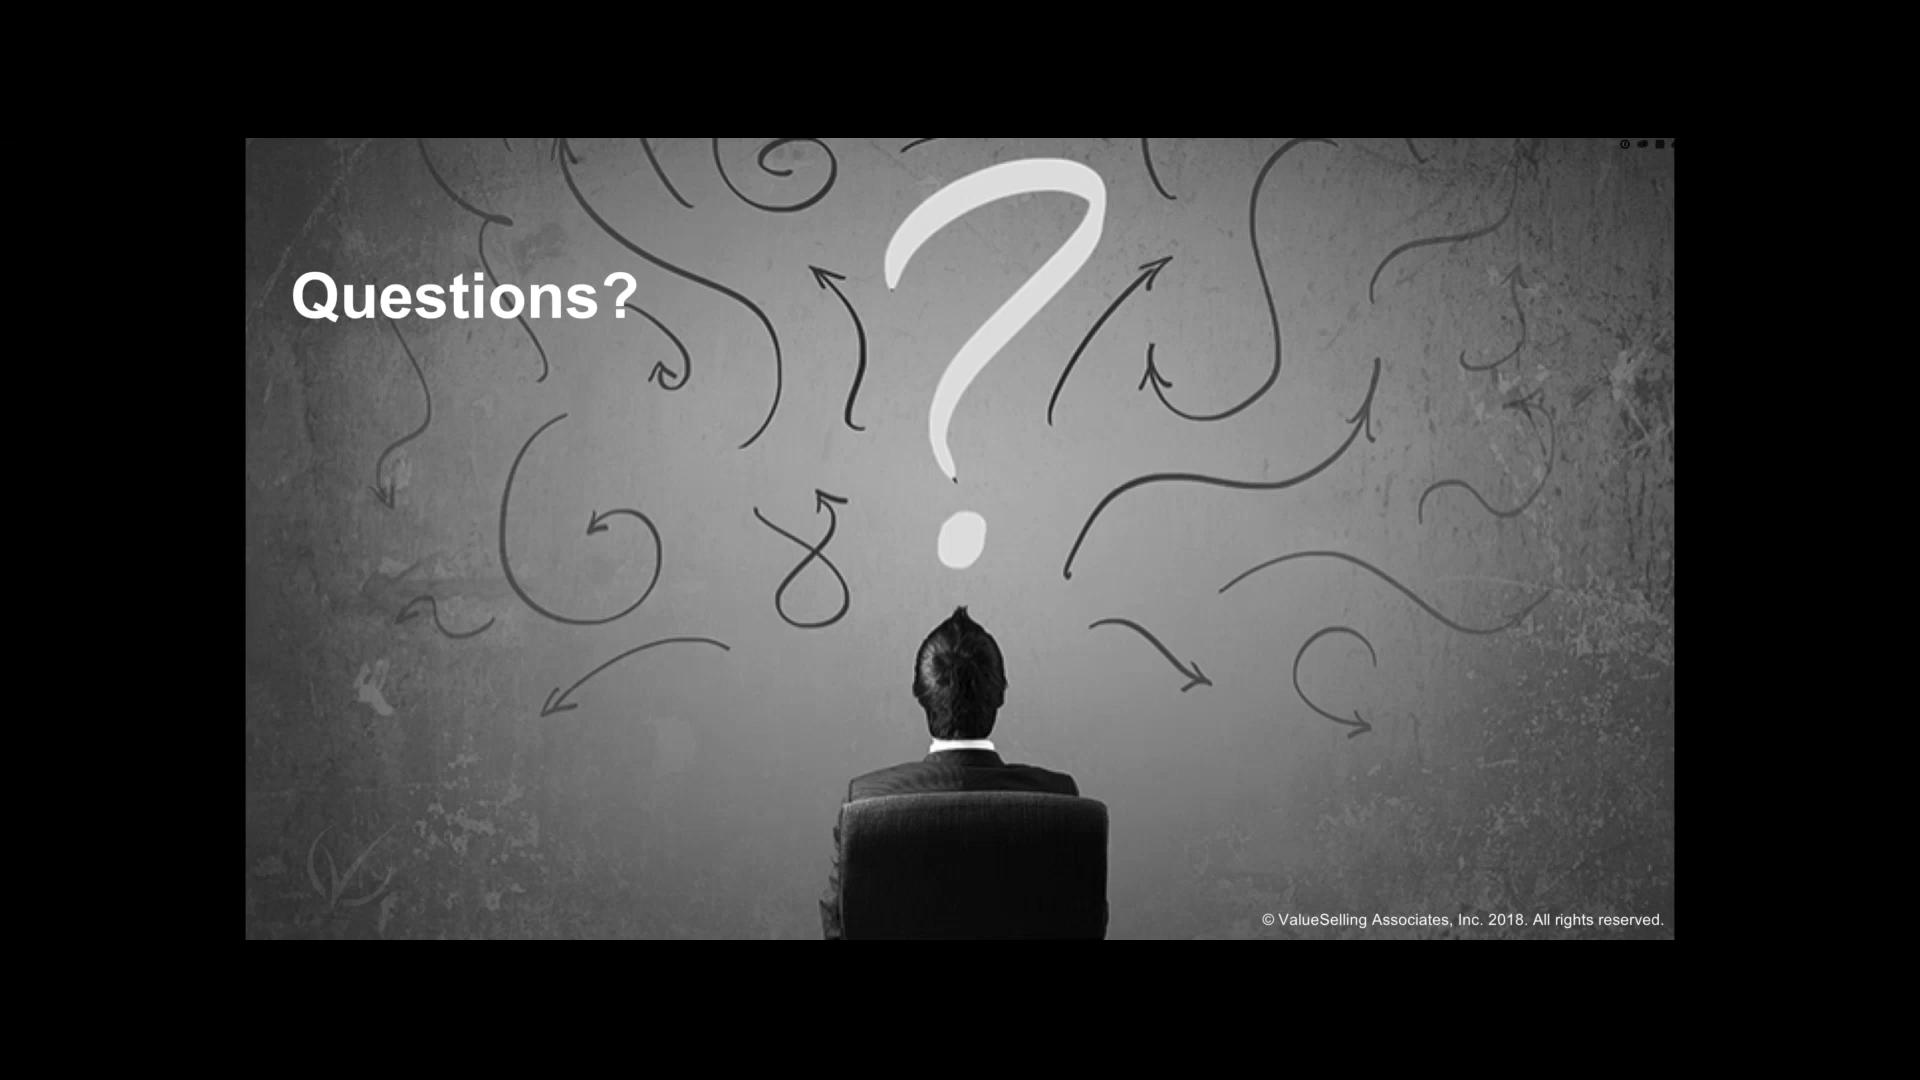 Questions?
© ValueSelling Associates, Inc. 2018. All rights reserved.